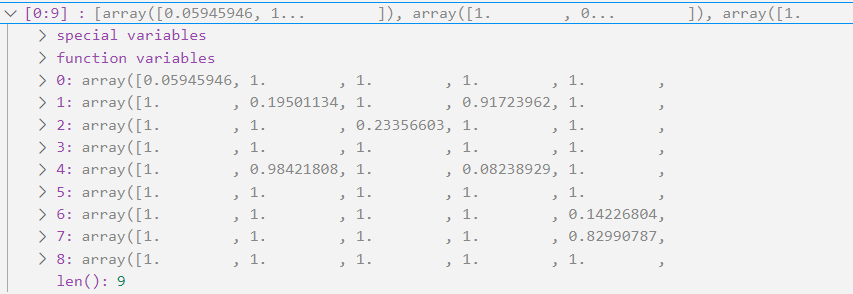 [0:9] : [array([0.05945946, 1... ]), array([1. , 0... ]), array([1.
special variables
function variables
0: array([0.05945946, 1. , 1. , 1. , 1. ,
1: array([1. , 0.19501134, 1. , 0.91723962, 1. ,
2: array([1. , 1. , 0.23356603, 1. , 1. ,
3: array([1. , 1. , 1. , 1. , 1. ,
4: array([1. , 0.98421808, 1. , 0.08238929, 1. ,
5: array([1. , 1. , 1. , 1. , 1. ,
6: array([1. , 1. , 1. , 1. , 0.14226804,
7: array([1. , 1. , 1. , 1. , 0.82990787,
8: array([1. , 1. , 1. , 1. , 1. ,
len(): 9